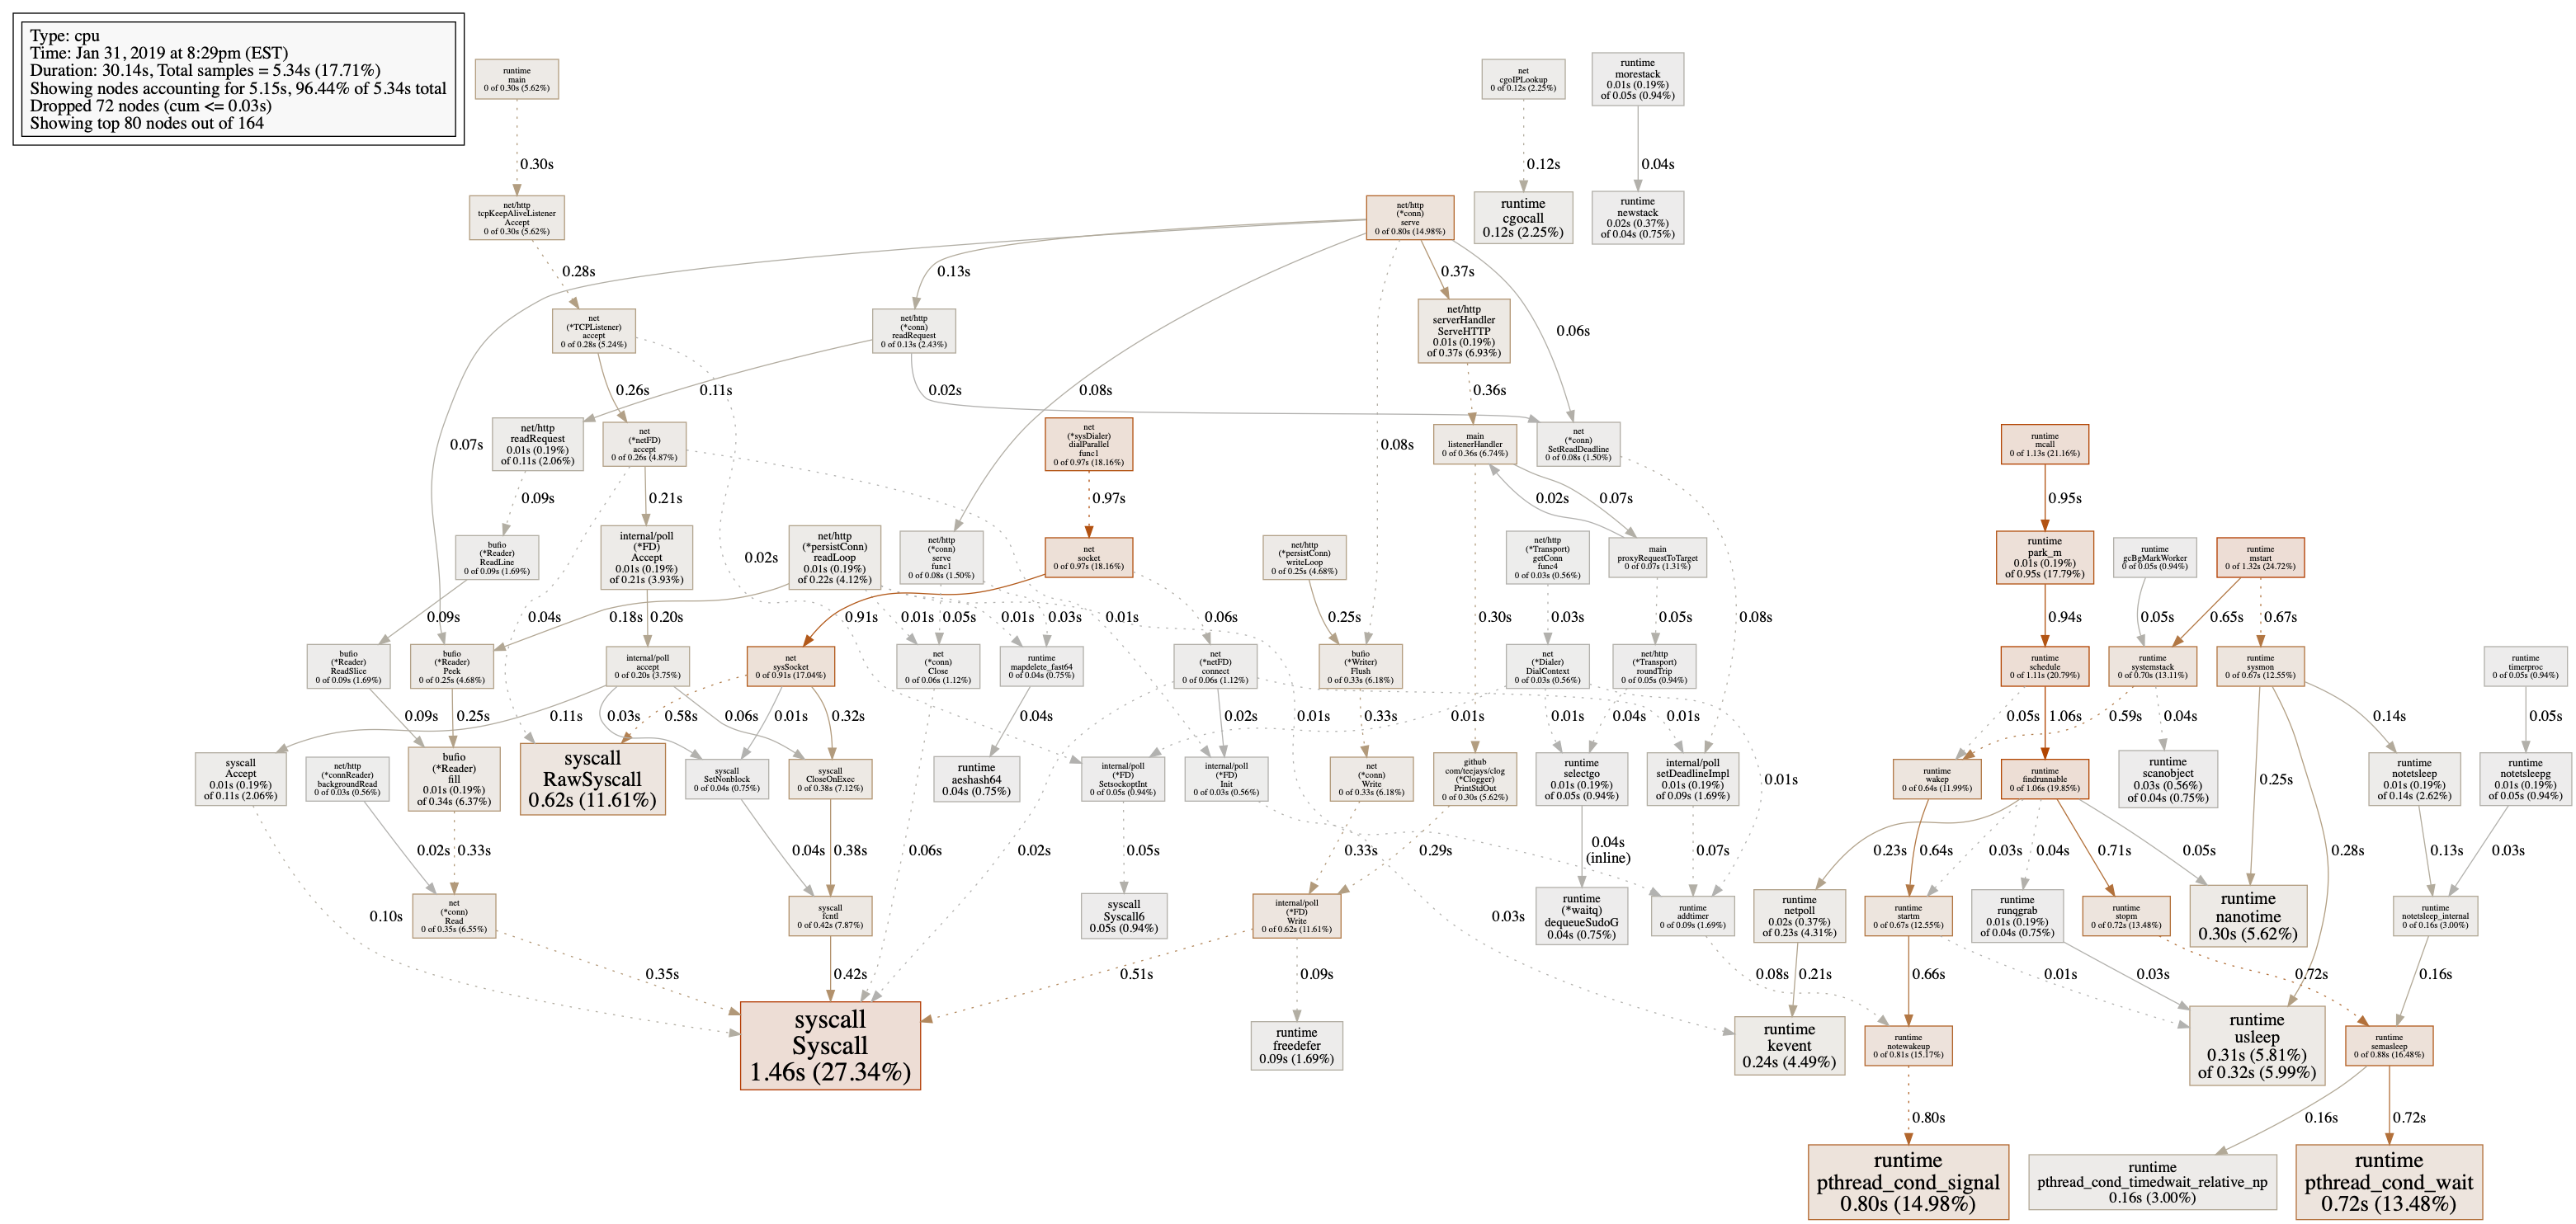 Type: cpu
Time: Jan 31, 2019 at 8:29pm (EST)
Duration: 30.14s, Total samples = 5.34s (17.71%)
Showing nodes accounting for 5.15s, 96.44% of 5.34s total
Dropped 72 nodes (cum <= 0.03s)
Showing top 80 nodes out of 164
runtime
main
0 of 0.30s (5.62%)
net
cgoIPLookup
0 of 0.12s (2.25%)
runtime
morestack
0.01s (0.19%)
of 0.05s (0.94%)
0.30s
0.12s
0.04s
net/http
tcpKeepAliveListener
Accept
0 of 0.30s (5.62%)
net/http
(*conn)
serve
0 of 0.80s (14.98%)
runtime
cgocall
0.12s (2.25%)
runtime
newstack
0.02s (0.37%)
of 0.04s (0.75%)
0.28s
0.13s
0.37s
net
(*TCPListener)
accept
0 of 0.28s (5.24%)
net/http
(*conn)
readRequest
0 of 0.13s (2.43%)
net/http
serverHandler
ServeHTTP
0.01s (0.19%)
of 0.37s (6.93%)
0.06s
0.26s
0.11s
0.02s
0.08s
0.36s
0.07s
net/http
readRequest
0.01s (0.19%)
of 0.11s (2.06%)
net
(*netFD)
accept
0 of 0.26s (4.87%)
net
(*sysDialer)
dialParallel
func1
0 of 0.97s (18.16%)
0.08s
main
listenerHandler
0 of 0.36s (6.74%)
net
(*conn)
SetReadDeadline
0 of 0.08s (1.50%)
runtime
mcall
0 of 1.13s (21.16%)
0.09s
0.21s
0.97s
0.02s
0.07s
0.95s
bufio
(*Reader)
ReadLine
0 of 0.09s (1.69%)
internal/poll
(*FD)
Accept
0.01s (0.19%)
of 0.21s (3.93%)
0.02s
net/http
(*persistConn)
readLoop
0.01s (0.19%)
of 0.22s (4.12%)
net/http
(*conn)
serve
func1
0 of 0.08s (1.50%)
net
socket
0 of 0.97s (18.16%)
net/http
(*persistConn)
writeLoop
0 of 0.25s (4.68%)
net/http
(*Transport)
getConn
func4
0 of 0.03s (0.56%)
main
proxyRequestToTarget
0 of 0.07s (1.31%)
runtime
park_m
0.01s (0.19%)
of 0.95s (17.79%)
runtime
gcBgMarkWorker
0 of 0.05s (0.94%)
runtime
mstart
0 of 1.32s (24.72%)
0.09s
0.04s
0.18s
0.20s
0.91s
0.01s
0.05s
0.01s
0.03s
0.01s
0.06s
0.25s
0.30s
0.03s
0.05s
0.08s
0.94s
0.05s
0.65s
0.67s
bufio
(*Reader)
ReadSlice
0 of 0.09s (1.69%)
bufio
(*Reader)
Peek
0 of 0.25s (4.68%)
internal/poll
accept
0 of 0.20s (3.75%)
net
sysSocket
0 of 0.91s (17.04%)
net
(*conn)
Close
0 of 0.06s (1.12%)
runtime
mapdelete_fast64
0 of 0.04s (0.75%)
net
(*netFD)
connect
0 of 0.06s (1.12%)
bufio
(*Writer)
Flush
0 of 0.33s (6.18%)
net
(*Dialer)
DialContext
0 of 0.03s (0.56%)
net/http
(*Transport)
roundTrip
0 of 0.05s (0.94%)
runtime
schedule
0 of 1.11s (20.79%)
runtime
systemstack
0 of 0.70s (13.11%)
runtime
sysmon
0 of 0.67s (12.55%)
runtime
timerproc
0 of 0.05s (0.94%)
0.09s
0.25s
0.11s
0.03s
0.58s
0.06s
0.01s
0.32s
0.04s
0.02s
0.01s
0.33s
0.01s
0.01s
0.04s
0.01s
0.05s
1.06s
0.59s
0.04s
0.14s
0.05s
syscall
Accept
0.01s (0.19%)
of 0.11s (2.06%)
net/http
(*connReader)
backgroundRead
0 of 0.03s (0.56%)
bufio
(*Reader)
fill
0.01s (0.19%)
of 0.34s (6.37%)
syscall
RawSyscall
0.62s (11.61%)
syscall
SetNonblock
0 of 0.04s (0.75%)
syscall
CloseOnExec
0 of 0.38s (7.12%)
runtime
aeshash64
0.04s (0.75%)
internal/poll
(*FD)
SetsockoptInt
0 of 0.05s (0.94%)
internal/poll
(*FD)
Init
0 of 0.03s (0.56%)
net
(*conn)
Write
0 of 0.33s (6.18%)
github
com/teejays/clog
(*Clogger)
PrintStdOut
0 of 0.30s (5.62%)
runtime
selectgo
0.01s (0.19%)
of 0.05s (0.94%)
internal/poll
setDeadlineImpl
0.01s (0.19%)
of 0.09s (1.69%)
0.01s
runtime
wakep
0 of 0.64s (11.99%)
runtime
findrunnable
0 of 1.06s (19.85%)
runtime
scanobject
0.03s (0.56%)
of 0.04s (0.75%)
0.25s
runtime
notetsleep
0.01s (0.19%)
of 0.14s (2.62%)
runtime
notetsleepg
0.01s (0.19%)
of 0.05s (0.94%)
0.02s
0.33s
0.04s
0.38s
0.06s
0.02s
0.05s
0.33s
0.29s
0.04s
(inline)
0.07s
0.23s
0.64s
0.03s
0.04s
0.71s
0.05s
0.28s
0.13s
0.03s
0.10s
net
(*conn)
Read
0 of 0.35s (6.55%)
syscall
fcntl
0 of 0.42s (7.87%)
syscall
Syscall6
0.05s (0.94%)
internal/poll
(*FD)
Write
0 of 0.62s (11.61%)
0.03s
runtime
(*waitq)
dequeueSudoG
0.04s (0.75%)
runtime
addtimer
0 of 0.09s (1.69%)
runtime
netpoll
0.02s (0.37%)
of 0.23s (4.31%)
runtime
startm
0 of 0.67s (12.55%)
runtime
runqgrab
0.01s (0.19%)
of 0.04s (0.75%)
runtime
stopm
0 of 0.72s (13.48%)
runtime
nanotime
0.30s (5.62%)
runtime
notetsleep_internal
0 of 0.16s (3.00%)
0.35s
0.42s
0.51s
0.09s
0.08s
0.21s
0.66s
0.01s
0.03s
0.72s
0.16s
syscall
Syscall
1.46s (27.34%)
runtime
freedefer
0.09s (1.69%)
runtime
kevent
0.24s (4.49%)
runtime
notewakeup
0 of 0.81s (15.17%)
runtime
usleep
0.31s (5.81%)
of 0.32s (5.99%)
runtime
semasleep
0 of 0.88s (16.48%)
0.80s
0.16s
0.72s
runtime
pthread_cond_signal
0.80s (14.98%)
runtime
pthread_cond_timedwait_relative_np
0.16s (3.00%)
runtime
pthread_cond_wait
0.72s (13.48%)